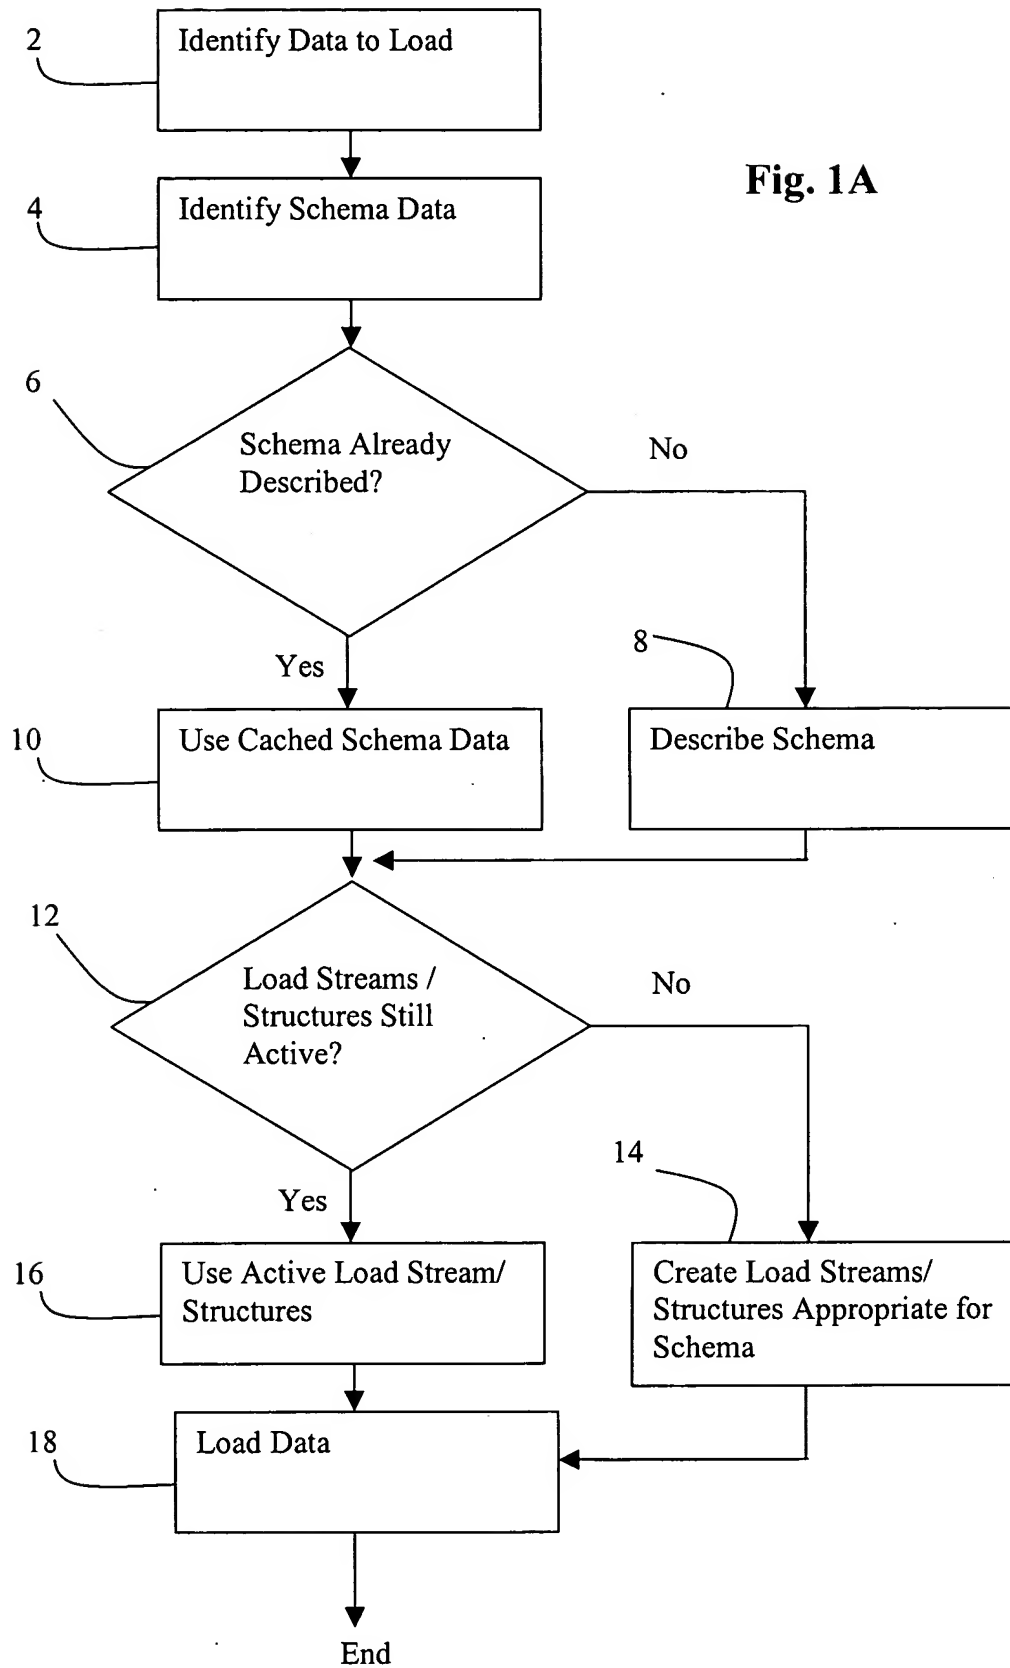 2
Identify Data to Load
Fig. 1A
4
Identify Schema Data
6
Schema Already
Described?
No
Yes
8
10
Use Cached Schema Data
Describe Schema
12
Load Streams /
Structures Still
Active?
No
Yes
14
16
Use Active Load Stream/
Structures
Create Load Streams/
Structures Appropriate for
Schema
18
Load Data
End